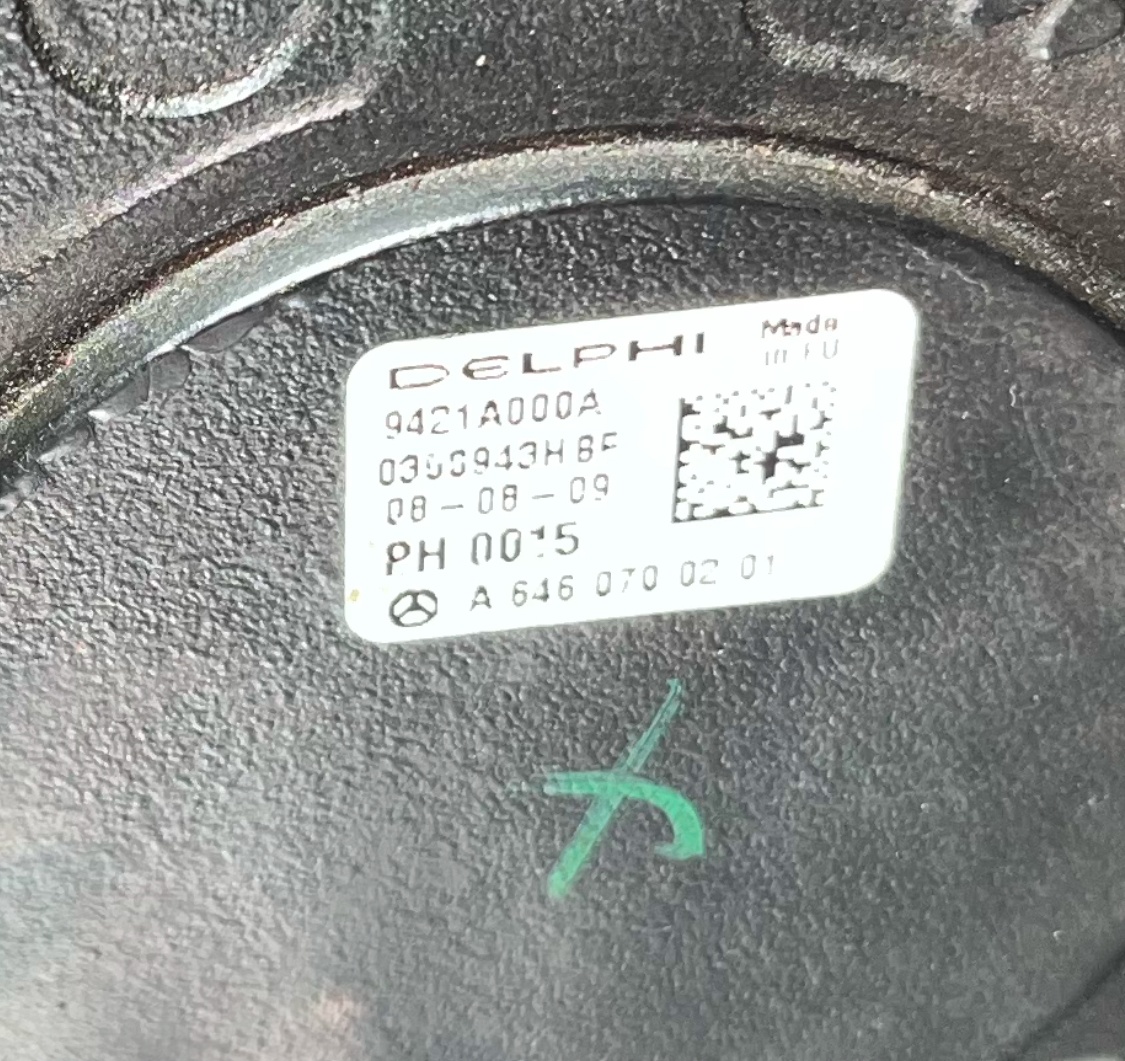 DELPHI
Made
in EU
9421A000A
08-08-09
PH 0015
A 646 070 02 01